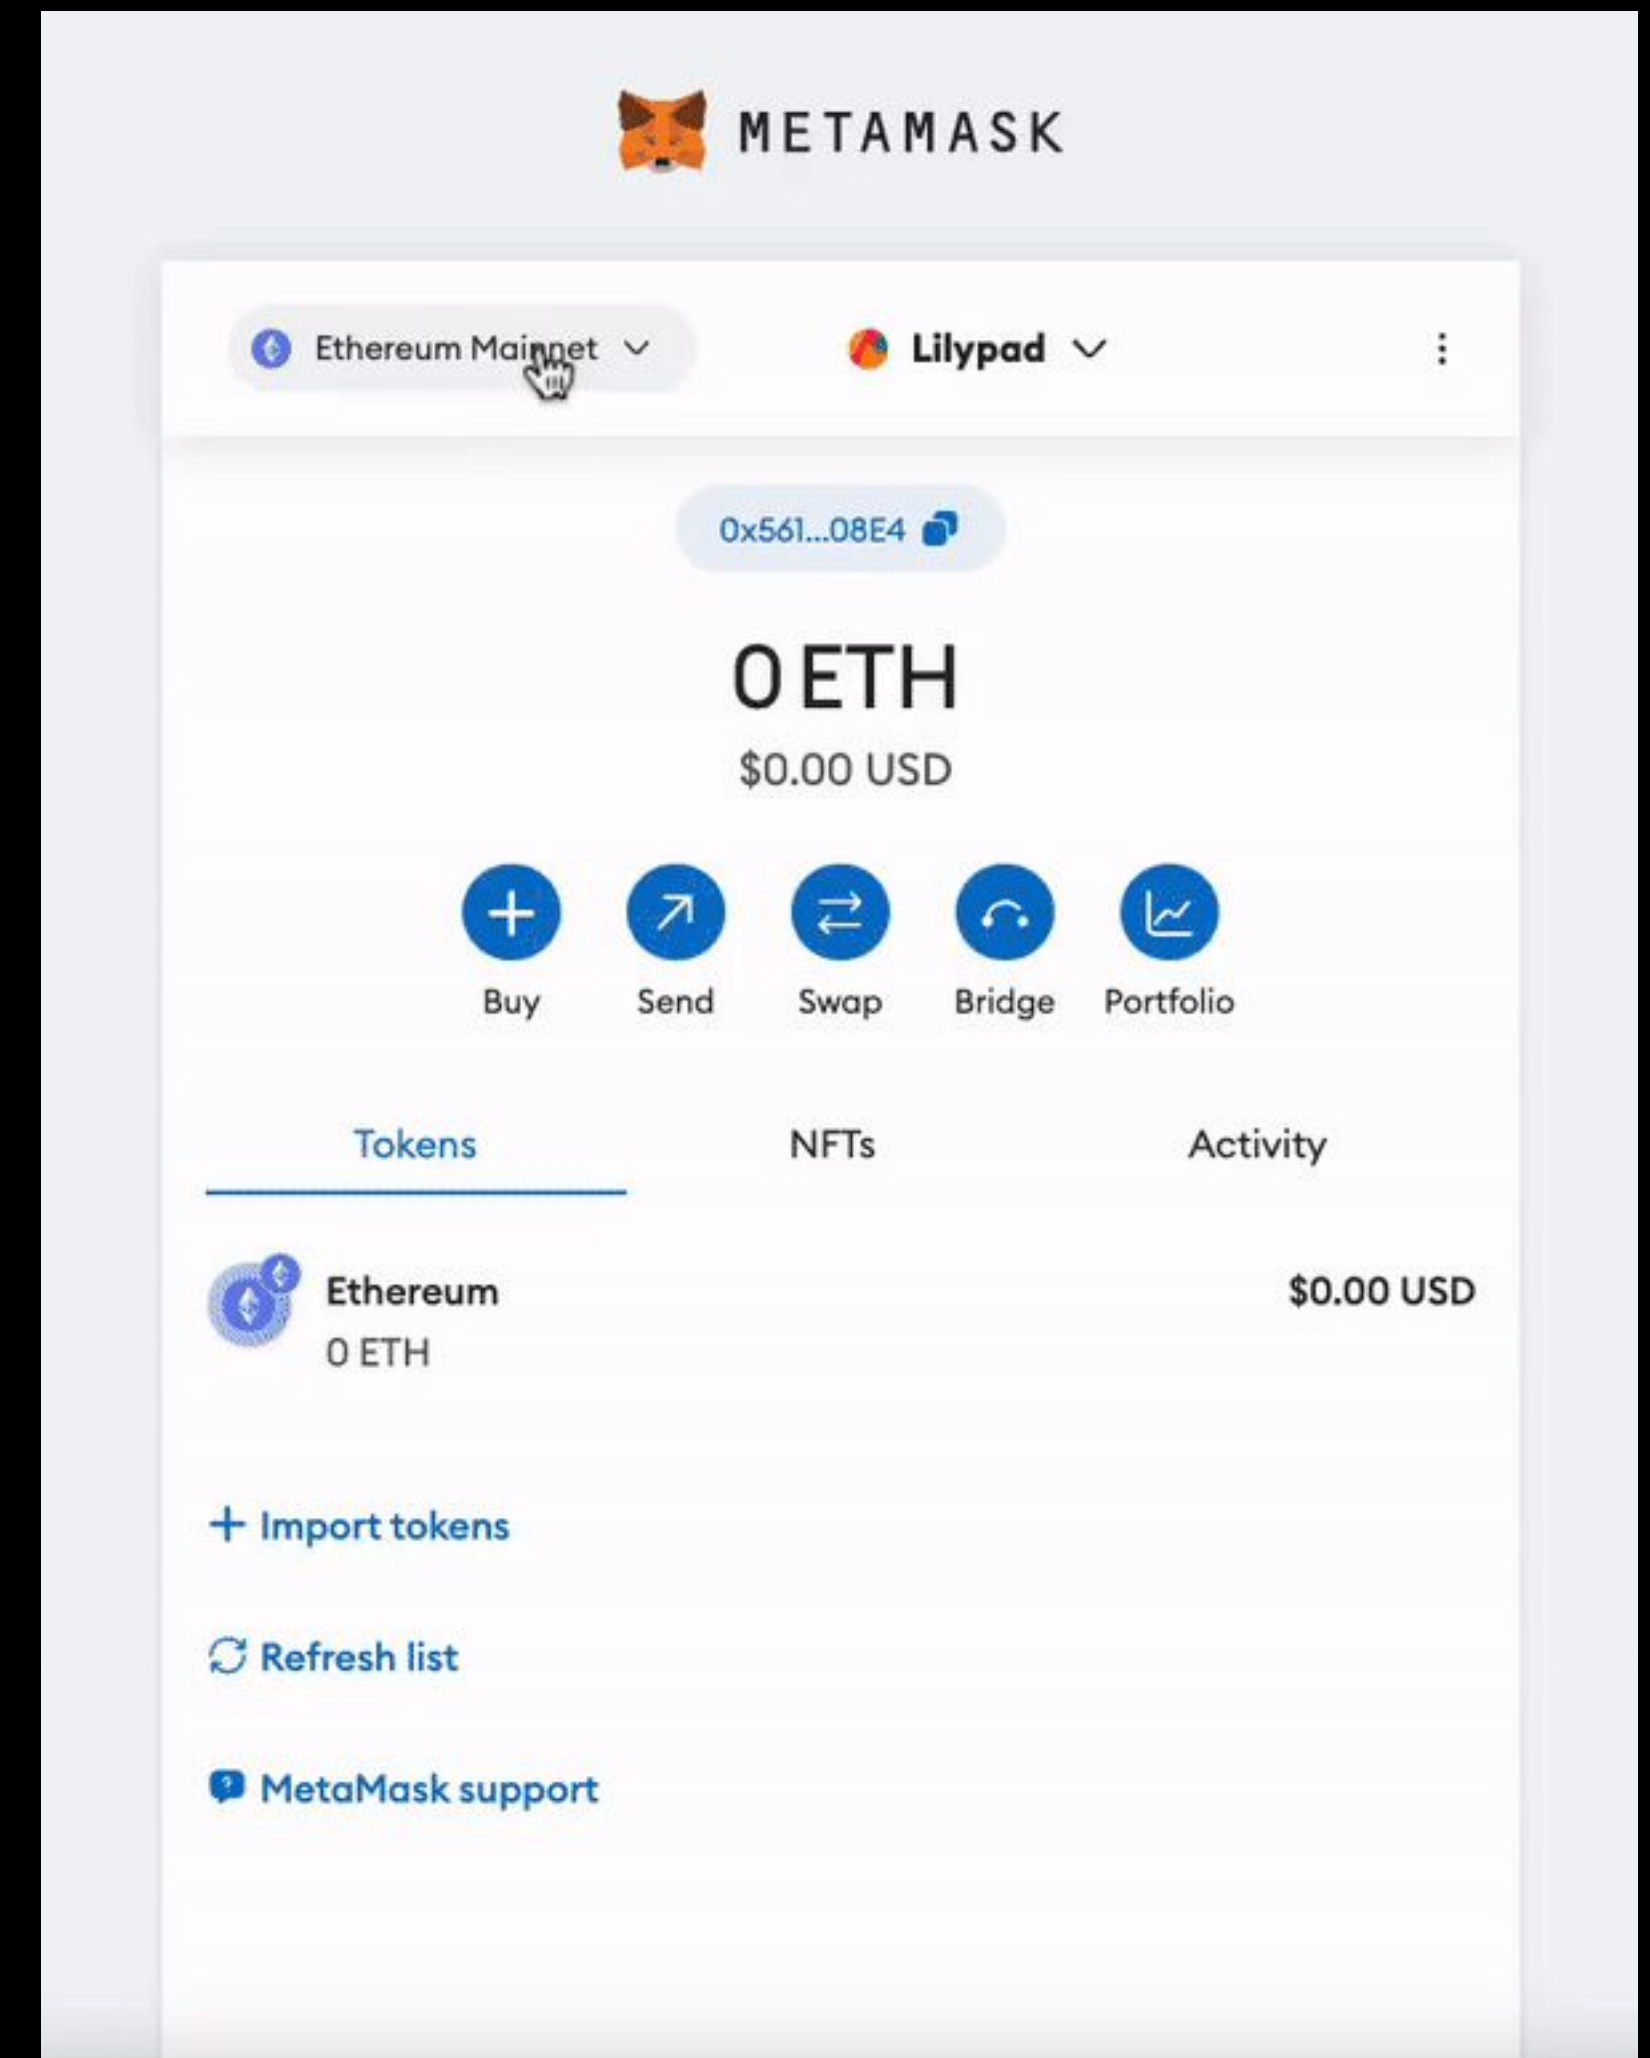 METAMASK
Ethereum Mainnet Lilypad
0x561...08E4
0 ETH
$0.00 USD
Buy Send Swap Bridge Portfolio
Tokens NFTs Activity
Ethereum $0.00 USD
0 ETH
+ Import tokens
Refresh list
MetaMask support